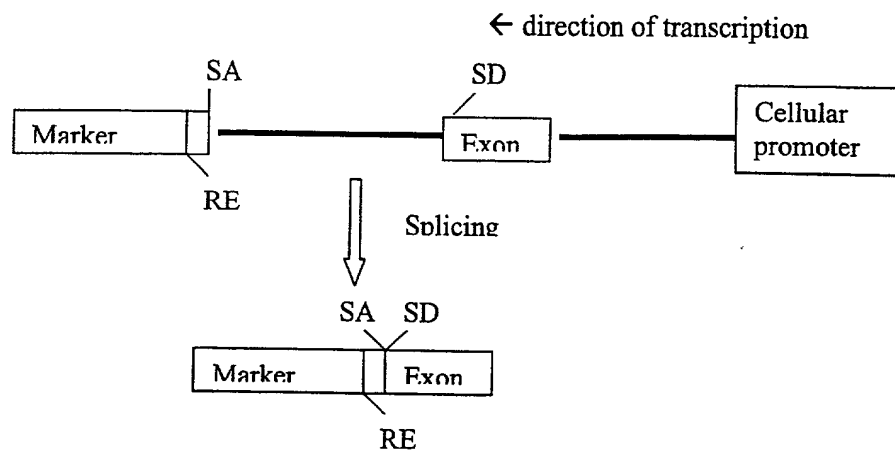 ← direction of transcription
SA
SD
Marker
Exon
Cellular
promoter
RE
Splicing
SA SD
Marker
Exon
RE